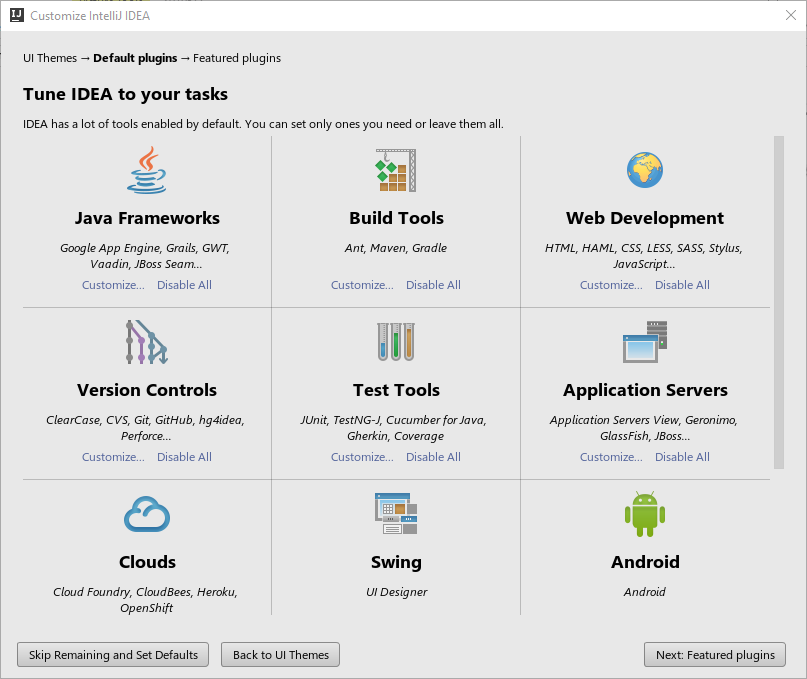 IJ Customize IntelliJ IDEA
UI Themes → Default plugins → Featured plugins
Tune IDEA to your tasks
IDEA has a lot of tools enabled by default. You can set only ones you need or leave them all.
Java Frameworks
Google App Engine, Grails, GWT,
Vaadin, JBoss Seam...
Customize... Disable All
Build Tools
Ant, Maven, Gradle
Customize... Disable All
Web Development
HTML, HAML, CSS, LESS, SASS, Stylus,
JavaScript...
Customize... Disable All
Version Controls
ClearCase, CVS, Git, GitHub, hg4idea,
Perforce...
Customize... Disable All
Test Tools
JUnit, TestNG-J, Cucumber for Java,
Gherkin, Coverage
Customize... Disable All
Application Servers
Application Servers View, Geronimo,
GlassFish, JBoss...
Customize... Disable All
Clouds
Cloud Foundry, CloudBees, Heroku,
OpenShift
Swing
UI Designer
Android
Android
Skip Remaining and Set Defaults Back to UI Themes Next: Featured plugins